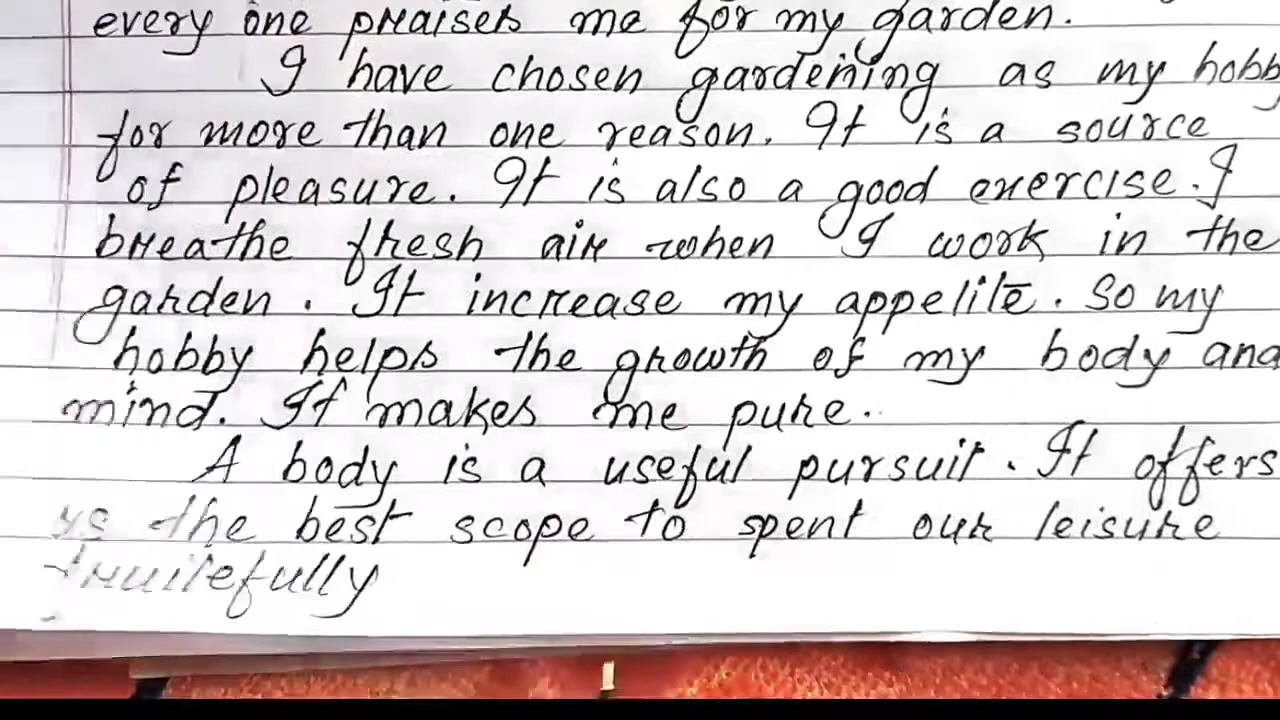 every one praises me for my garden.
I have chosen gardening as my hobby
for more than one reason. It is a source
of pleasure. It is also a good exercise. I
breathe fresh air when I work in the
garden. It increase my appelite. So my
hobby helps the growth of my body and
mind. It makes me pure.
A body is a useful pursuit. It offers
us the best scope to spent our leisure
fruitefully